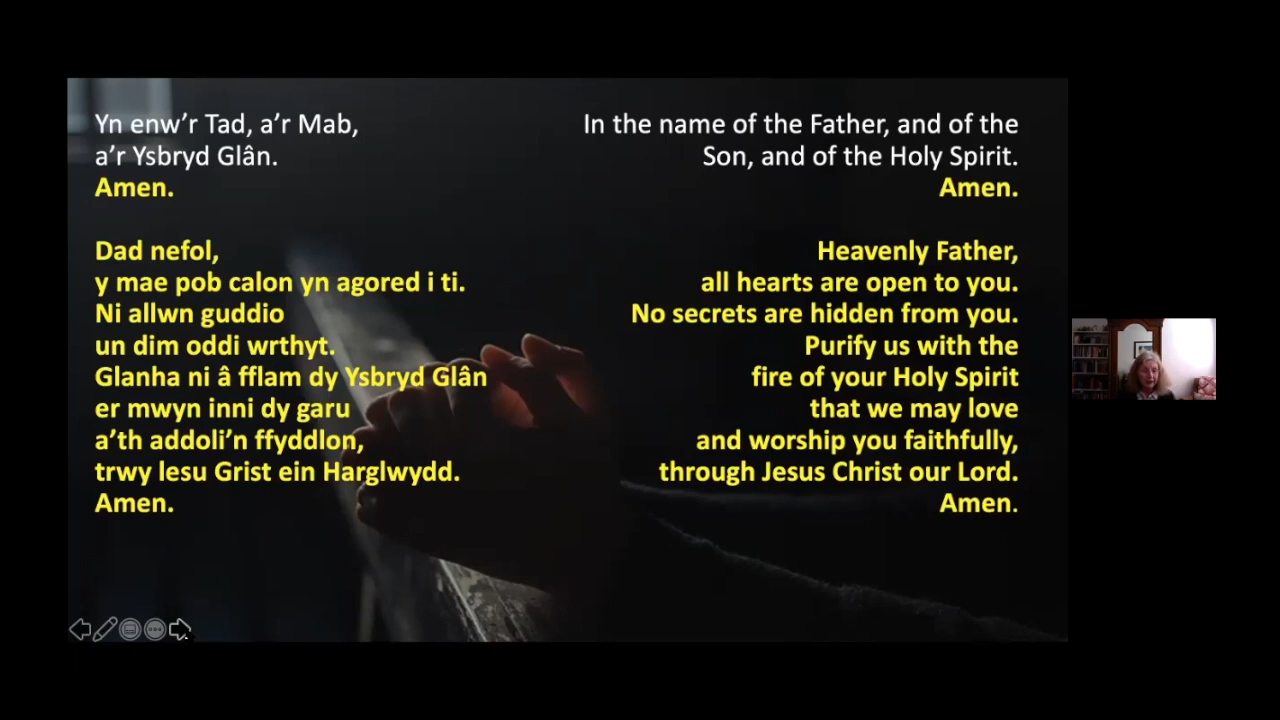 Yn enw’r Tad, a’r Mab,
a’r Ysbryd Glân.
Amen.
Dad nefol,
y mae pob calon yn agored i ti.
Ni allwn guddio
un dim oddi wrthyt.
Glanha ni â fflam dy Ysbryd Glân
er mwyn inni dy garu
a’th addoli’n ffyddlon,
trwy Iesu Grist ein Harglwydd.
Amen.
In the name of the Father, and of the
Son, and of the Holy Spirit.
Amen.
Heavenly Father,
all hearts are open to you.
No secrets are hidden from you.
Purify us with the
fire of your Holy Spirit
that we may love
and worship you faithfully,
through Jesus Christ our Lord.
Amen.